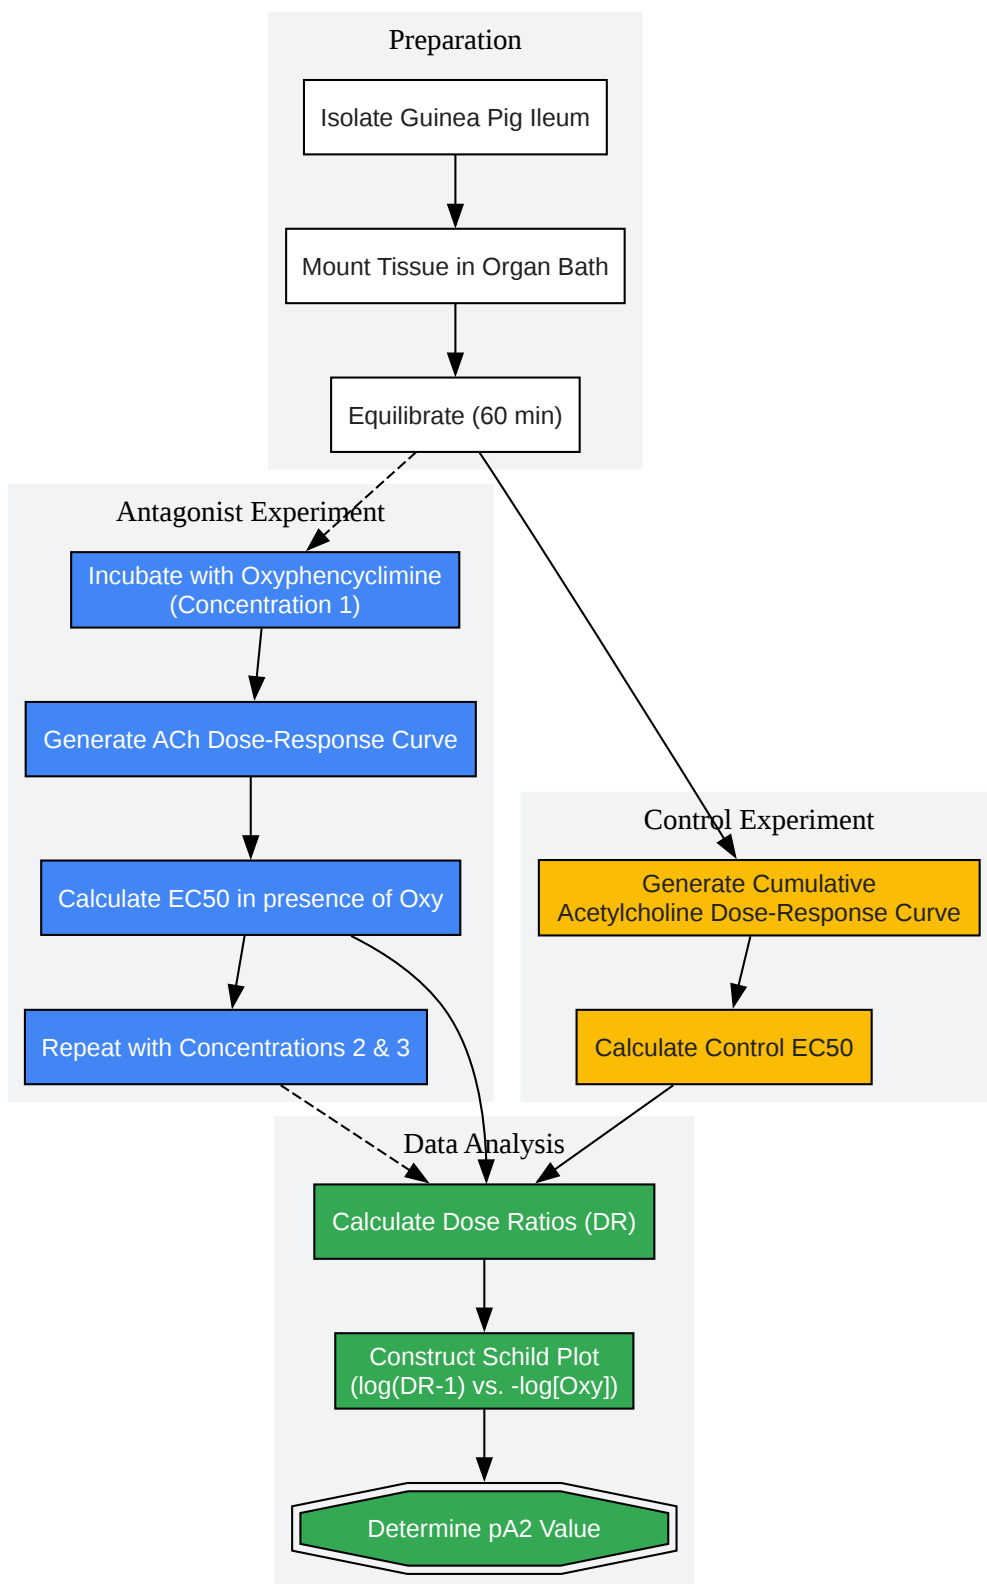 Preparation
Isolate Guinea Pig Ileum
Mount Tissue in Organ Bath
Equilibrate (60 min)
Antagonist Experiment
Incubate with Oxyphencyclimine
(Concentration 1)
Generate ACh Dose-Response Curve
Calculate EC50 in presence of Oxy
Repeat with Concentrations 2 & 3
Control Experiment
Generate Cumulative
Acetylcholine Dose-Response Curve
Calculate Control EC50
Data Analysis
Calculate Dose Ratios (DR)
Construct Schild Plot
(log(DR-1) vs. -log[Oxy])
Determine pA2 Value